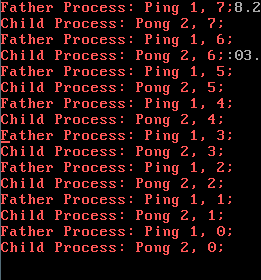 Father Process: Ping 1, 7;8.2
Child Process: Pong 2, 7;
Father Process: Ping 1, 6;
Child Process: Pong 2, 6;:03.
Father Process: Ping 1, 5;
Child Process: Pong 2, 5;
Father Process: Ping 1, 4;
Child Process: Pong 2, 4;
Father Process: Ping 1, 3;
Child Process: Pong 2, 3;
Father Process: Ping 1, 2;
Child Process: Pong 2, 2;
Father Process: Ping 1, 1;
Child Process: Pong 2, 1;
Father Process: Ping 1, 0;
Child Process: Pong 2, 0;